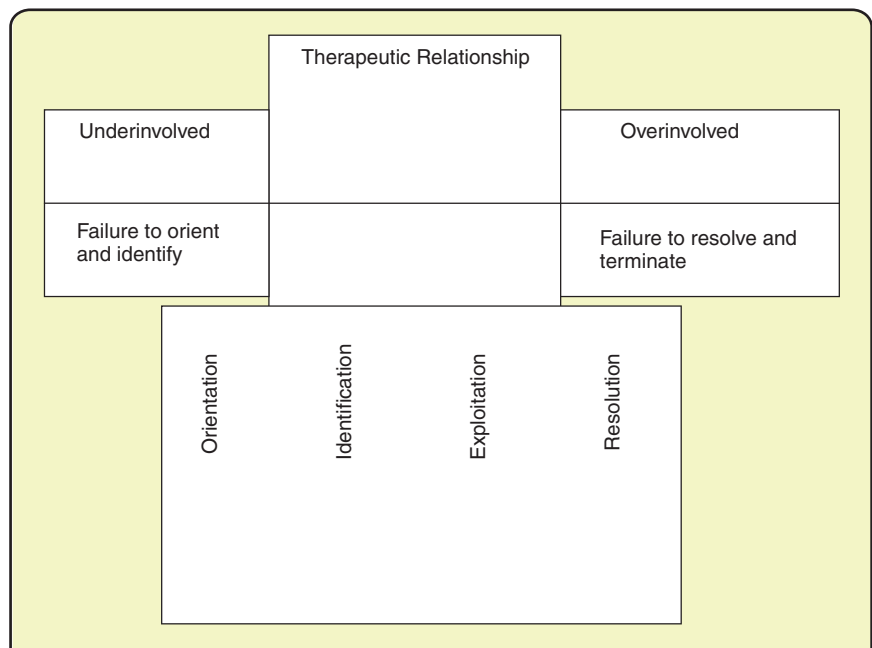 Therapeutic Relationship
Underinvolved
Overinvolved
Failure to orient
and identify
Failure to resolve and
terminate
Orientation
Identification
Exploitation
Resolution